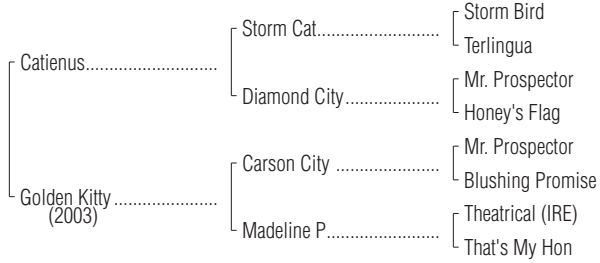 Storm Bird
Storm Cat..............................
Terlingua
Catienus................................
Mr. Prospector
Diamond City.......................
Honey's Flag
Mr. Prospector
Carson City .........................
Blushing Promise
Golden Kitty .........................
(2003)
Theatrical (IRE)
Madeline P...........................
That's My Hon